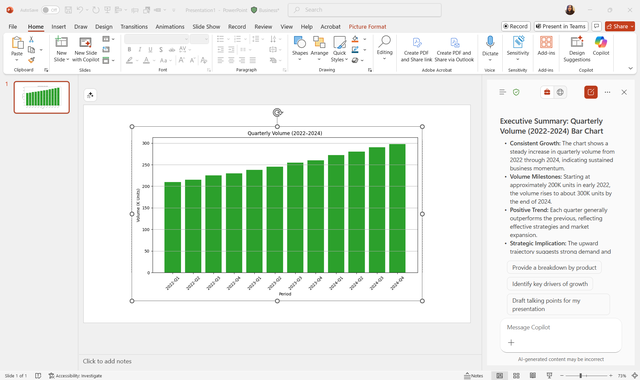 AutoSave Off
Presentation1 - PowerPoint
Search
File Home Insert Draw Design Transitions Animations Slide Show Record Review View Help Acrobat Picture Format
Record Present in Teams Share
Paste
New Slide
New Slide with Copilot
Shapes Arrange Quick Styles
Editing
Create PDF and Share link
Create PDF and Share via Outlook
Dictate
Sensitivity
Add-ins
Design Suggestions
Copilot
Clipboard Slides Font Paragraph Drawing Adobe Acrobat Voice Sensitivity Add-ins
1
Quarterly Volume (2022–2024)
Volume (K Units)
300
250
200
150
100
50
0
2022-Q1 2022-Q2 2022-Q3 2022-Q4 2023-Q1 2023-Q2 2023-Q3 2023-Q4 2024-Q1 2024-Q2 2024-Q3 2024-Q4
Period
Click to add notes
Executive Summary: Quarterly
Volume (2022–2024) Bar Chart
• Consistent Growth: The chart shows
a steady increase in quarterly volume from
2022 through 2024, indicating sustained
business momentum.
• Volume Milestones: Starting at
approximately 200K units in early 2022,
the volume rises to about 300K units by
the end of 2024.
• Positive Trend: Each quarter generally
outperforms the previous, reflecting
effective strategies and market
expansion.
• Strategic Implication: The upward
trajectory suggests strong demand and
Provide a breakdown by product
Identify key drivers of growth
Draft talking points for my
presentation
Message Copilot
AI-generated content may be incorrect
Slide 1 of 1
Accessibility: Investigate
Notes
73%